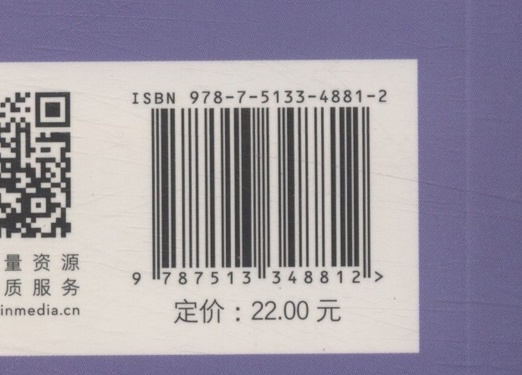 ISBN 978-7-5133-4881-2
9 787513 348812 >
定价：22.00 元
量资源
质服务
inmedia.cn